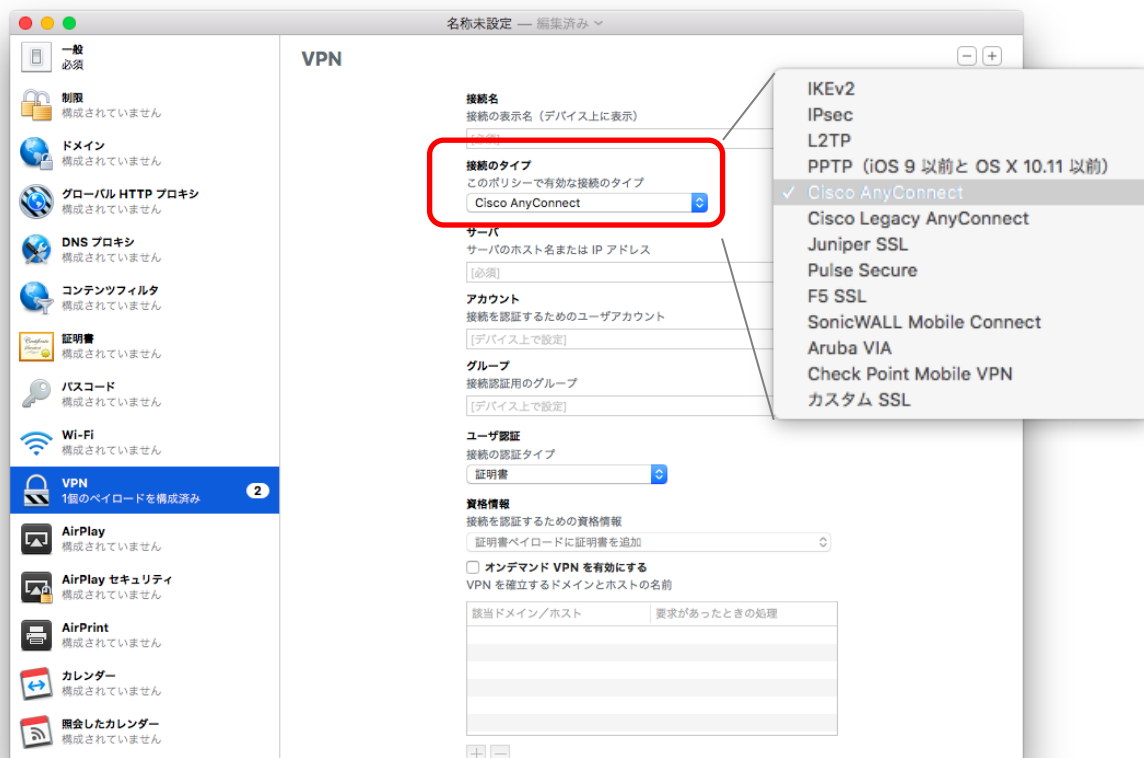 名称未設定 — 編集済み
一般
必須
制限
構成されていません
ドメイン
構成されていません
グローバル HTTP プロキシ
構成されていません
DNS プロキシ
構成されていません
コンテンツフィルタ
構成されていません
証明書
構成されていません
パスコード
構成されていません
Wi-Fi
構成されていません
VPN
1個のペイロードを構成済み
2
AirPlay
構成されていません
AirPlay セキュリティ
構成されていません
AirPrint
構成されていません
カレンダー
構成されていません
照会したカレンダー
構成されていません
VPN
接続名
接続の表示名（デバイス上に表示）
[必須]
接続のタイプ
このポリシーで有効な接続のタイプ
Cisco AnyConnect
サーバ
サーバのホスト名または IP アドレス
[必須]
アカウント
接続を認証するためのユーザアカウント
[デバイス上で設定]
グループ
接続認証用のグループ
[デバイス上で設定]
ユーザ認証
接続の認証タイプ
証明書
資格情報
接続を認証するための資格情報
証明書ペイロードに証明書を追加
オンデマンド VPN を有効にする
VPN を確立するドメインとホストの名前
該当ドメイン／ホスト 要求があったときの処理
IKEv2
IPsec
L2TP
PPTP（iOS 9 以前と OS X 10.11 以前）
✓ Cisco AnyConnect
Cisco Legacy AnyConnect
Juniper SSL
Pulse Secure
F5 SSL
SonicWALL Mobile Connect
Aruba VIA
Check Point Mobile VPN
カスタム SSL